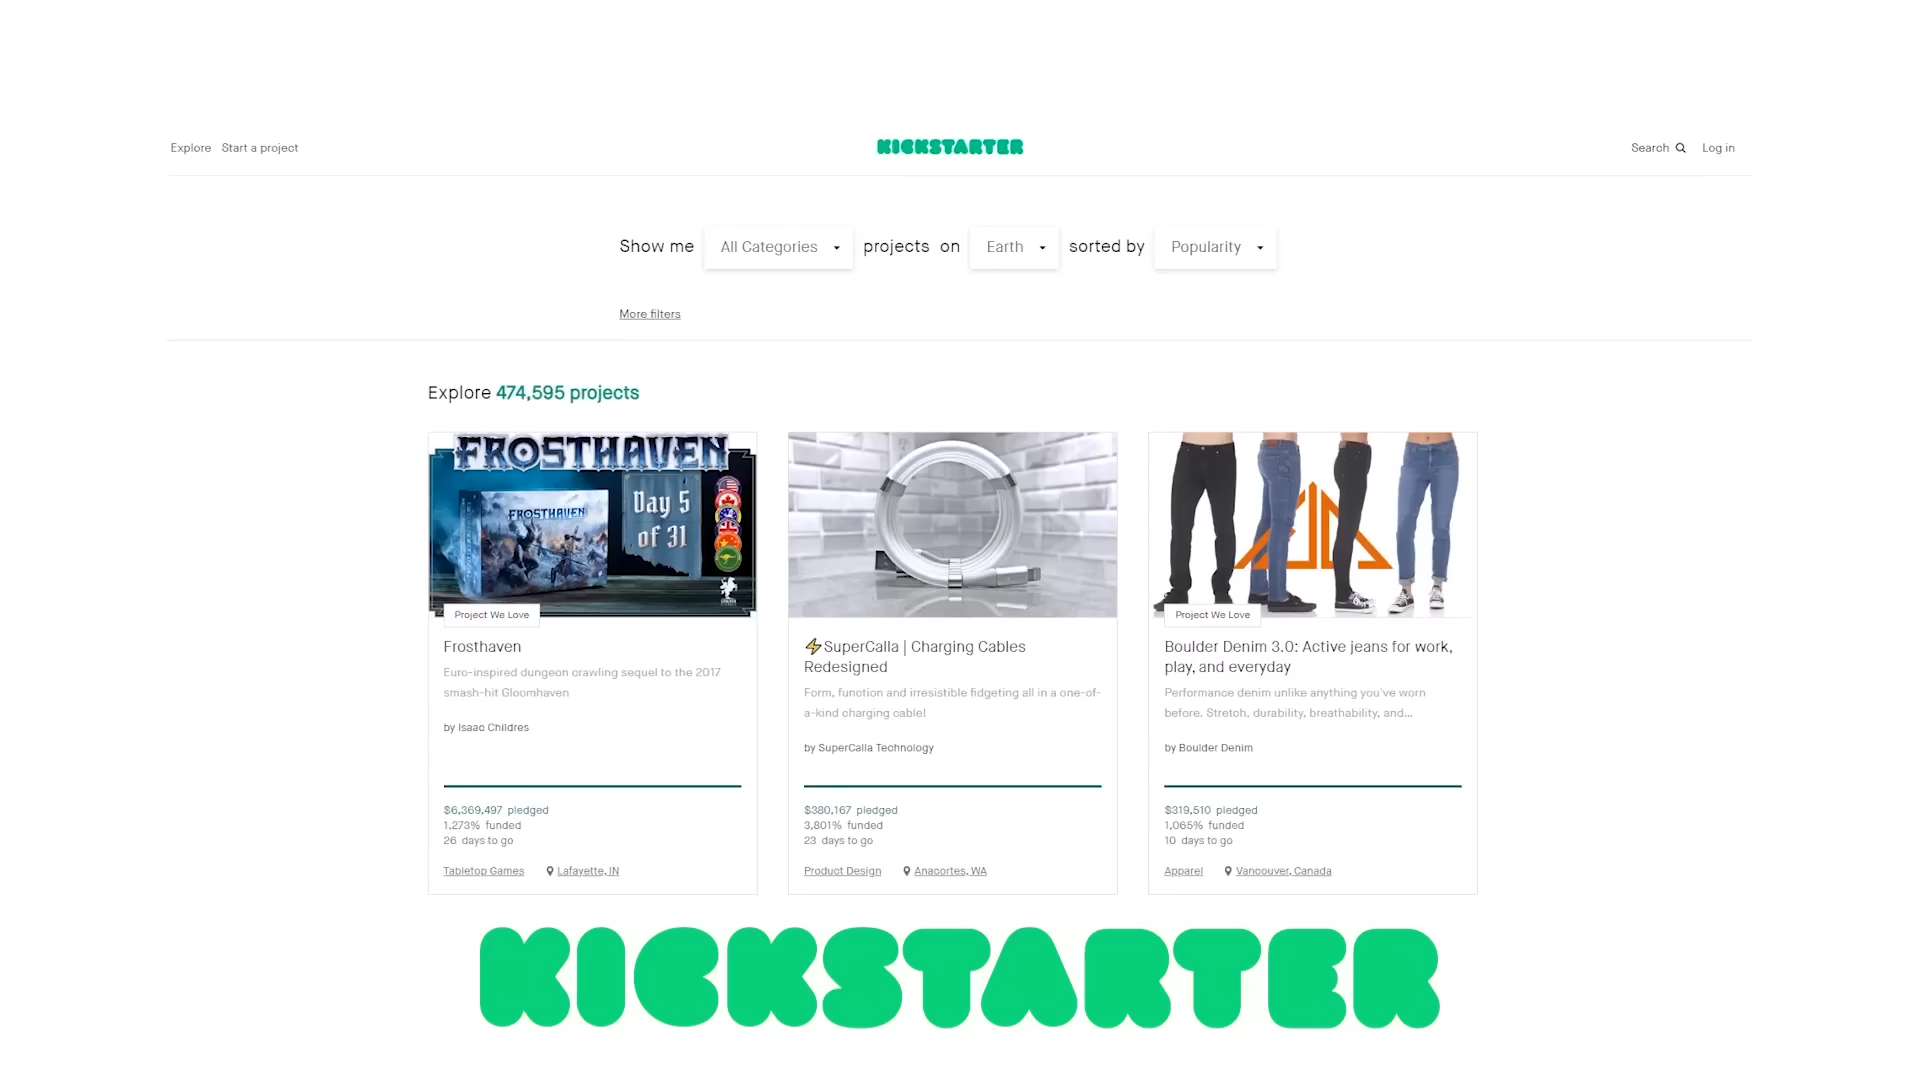 Explore Start a project KICKSTARTER Search Log in
Show me All Categories projects on Earth sorted by Popularity
More filters
Explore 474,595 projects
FROSTHAVEN
FROSTHAVEN
Day 5
of 31
Project We Love
Frosthaven
Euro-inspired dungeon crawling sequel to the 2017
smash-hit Gloomhaven
by Isaac Childres
$6,369,497 pledged
1,273% funded
26 days to go
Tabletop Games Lafayette, IN
⚡SuperCalla | Charging Cables
Redesigned
Form, function and irresistible fidgeting all in a one-of-
a-kind charging cable!
by SuperCalla Technology
$380,167 pledged
3,801% funded
23 days to go
Product Design Anacortes, WA
Project We Love
Boulder Denim 3.0: Active jeans for work,
play, and everyday
Performance denim unlike anything you've worn
before. Stretch, durability, breathability, and...
by Boulder Denim
$319,510 pledged
1,065% funded
10 days to go
Apparel Vancouver, Canada
KICKSTARTER